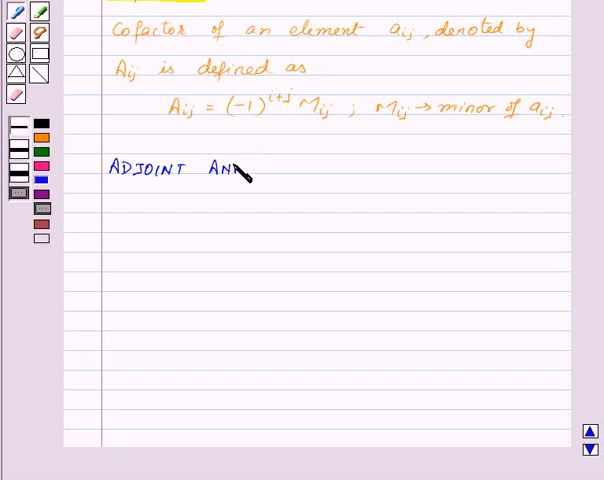 Cofactor of an element aij, denoted by
Aij is defined as
Aij = (-1)^i+j Mij ; Mij → minor of aij.
ADJOINT AN